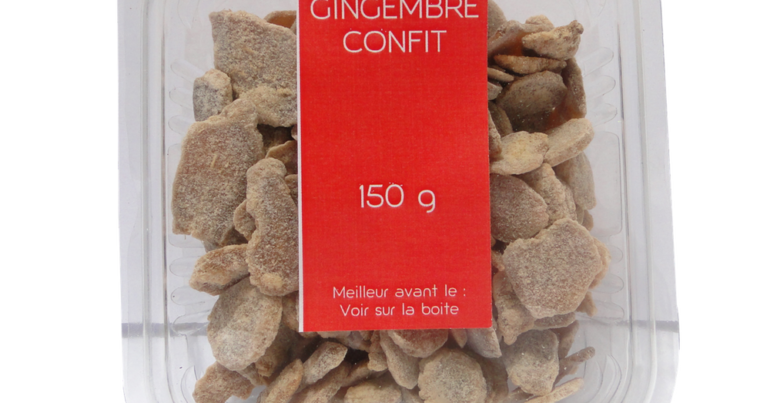 GINGEMBRE
CONFIT
150 g
Meilleur avant le :
Voir sur la boite